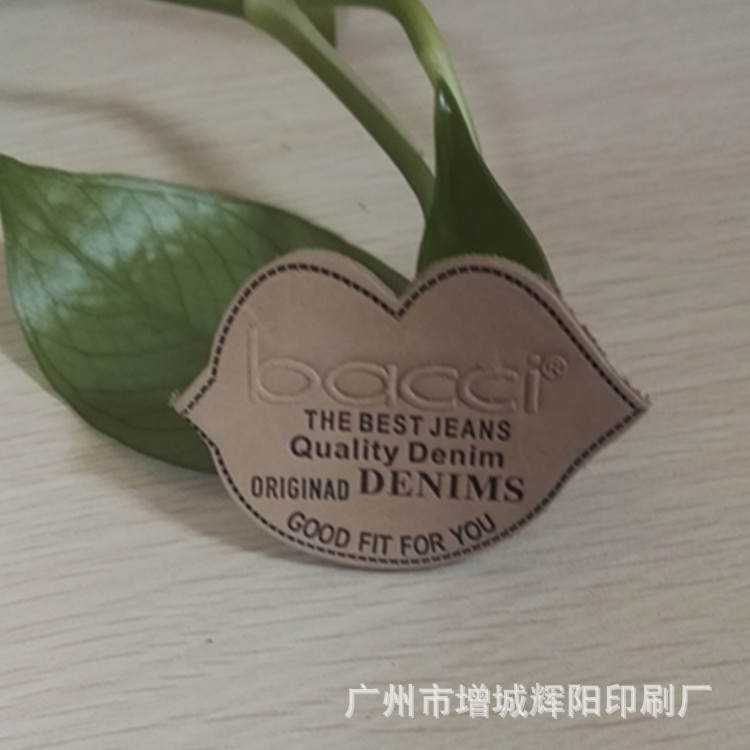 bacci®
THE BEST JEANS
Quality Denim
ORIGINAD DENIMS
GOOD FIT FOR YOU
广州市增城辉阳印刷厂